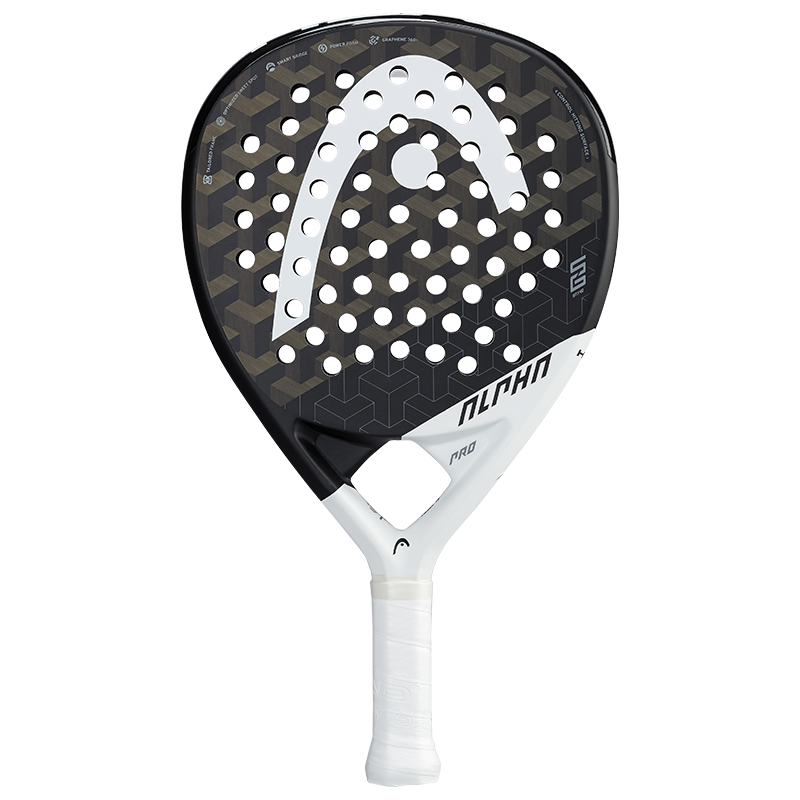 TAILORED FRAME
OPTIMIZED SWEET SPOT
SMART BRIDGE
POWER FOAM
GRAPHENE 360+
CONTROL HITTING SURFACE
ALPHA
PRO